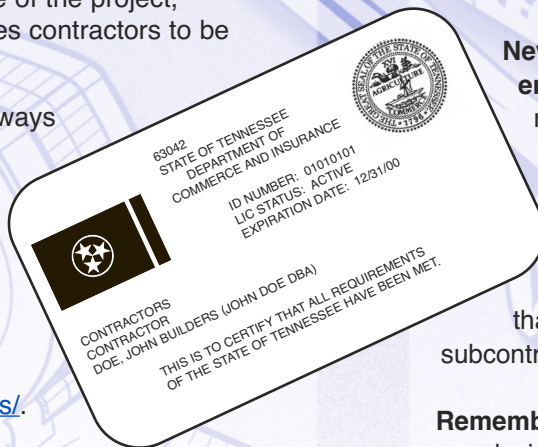 e of the project,
es contractors to be
ways
s/.
63042
STATE OF TENNESSEE
DEPARTMENT OF
COMMERCE AND INSURANCE
ID NUMBER: 01010101
LIC STATUS: ACTIVE
EXPIRATION DATE: 12/31/00
CONTRACTORS
CONTRACTOR
DOE, JOHN BUILDERS (JOHN DOE DBA)
THIS IS TO CERTIFY THAT ALL REQUIREMENTS
OF THE STATE OF TENNESSEE HAVE BEEN MET.
THE GREAT SEAL OF THE STATE OF TENNESSEE
XVI
AGRICULTURE
COMMERCE
1796
Nev
er
tha
subcontr
Rememb